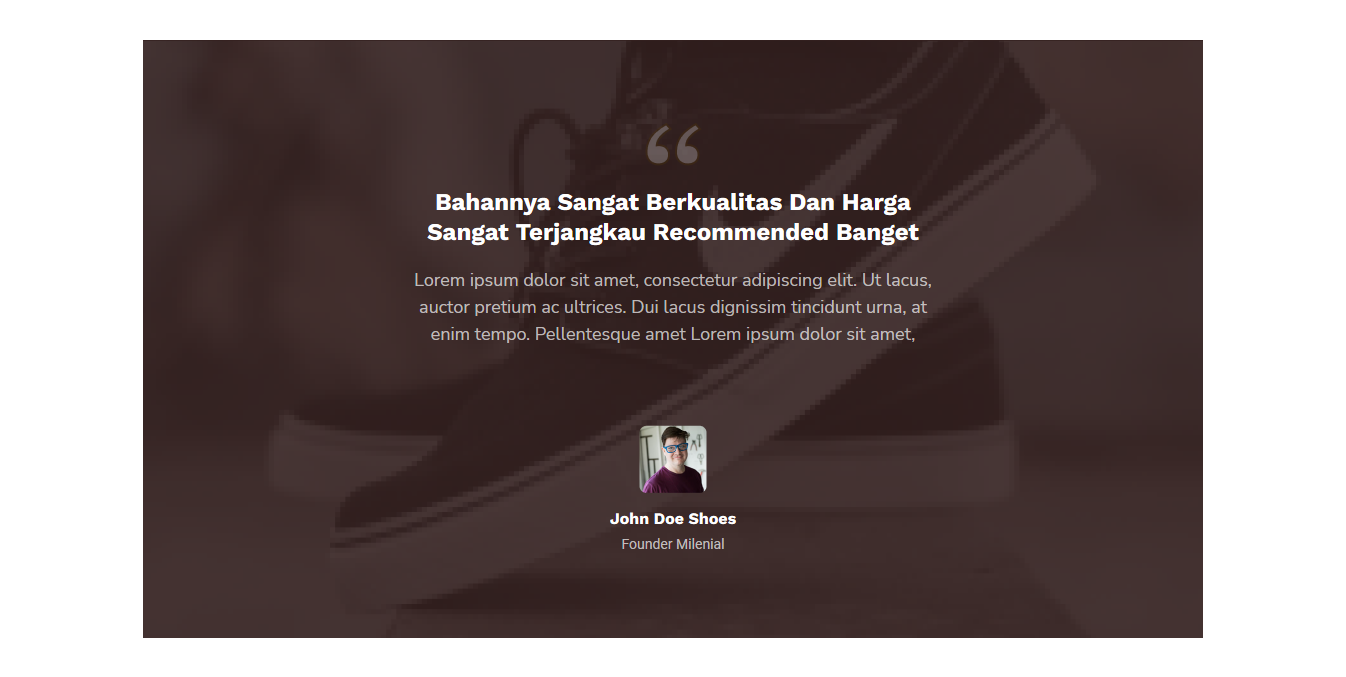 “
Bahannya Sangat Berkualitas Dan Harga
Sangat Terjangkau Recommended Banget
Lorem ipsum dolor sit amet, consectetur adipiscing elit. Ut lacus,
auctor pretium ac ultrices. Dui lacus dignissim tincidunt urna, at
enim tempo. Pellentesque amet Lorem ipsum dolor sit amet,
John Doe Shoes
Founder Milenial